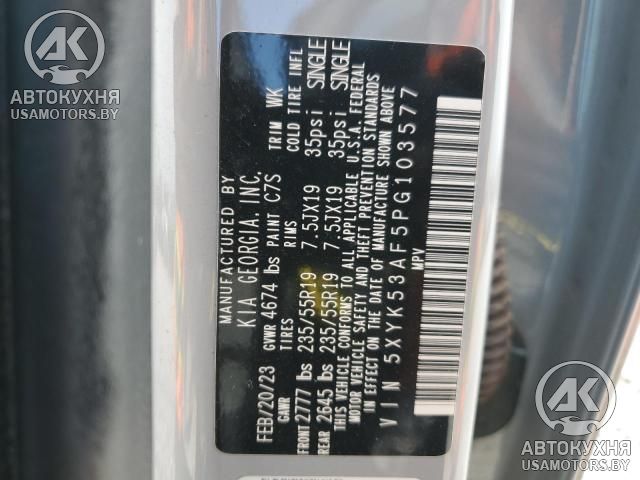 AK
АВТОКУХНЯ
USAMOTORS.BY
MANUFACTURED BY
KIA GEORGIA, INC.
FEB/20/23 GVWR 4674 lbs PAINT C7S TRIM WK
GAWR TIRES RIMS COLD TIRE INFL
FRONT 2777 lbs 235/55R19 7.5JX19 35psi SINGLE
REAR 2645 lbs 235/55R19 7.5JX19 35psi SINGLE
THIS VEHICLE CONFORMS TO ALL APPLICABLE U.S.A. FEDERAL
MOTOR VEHICLE SAFETY AND THEFT PREVENTION STANDARDS
IN EFFECT ON THE DATE OF MANUFACTURE SHOWN ABOVE
VIN 5XYK53AF5PG103577
MPV
AK
АВТОКУХНЯ
USAMOTORS.BY